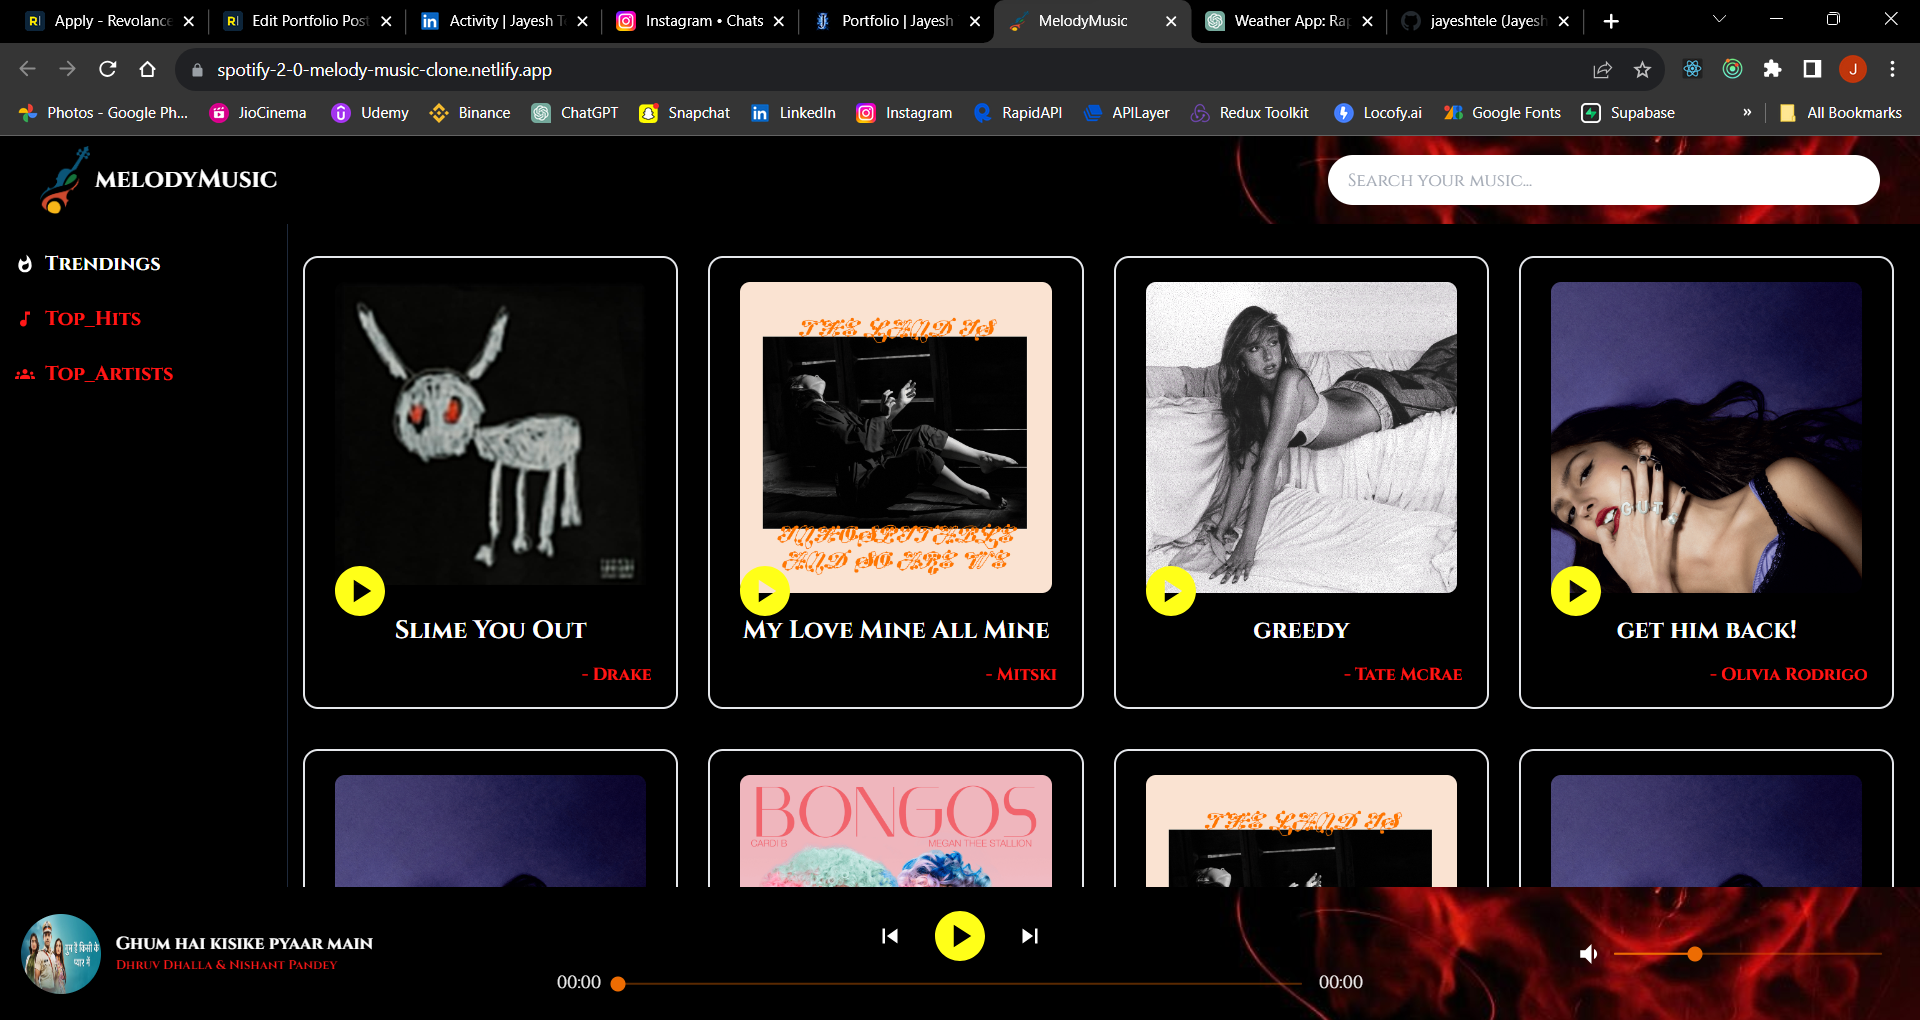 Apply - Revolance
Edit Portfolio Post
Activity | Jayesh Te
Instagram • Chats
Portfolio | Jayesh
MelodyMusic
Weather App: Rap
jayeshtele (Jayesh
spotify-2-0-melody-music-clone.netlify.app
J
Photos - Google Ph...
JioCinema
Udemy
Binance
ChatGPT
Snapchat
LinkedIn
Instagram
RapidAPI
APILayer
Redux Toolkit
Locofy.ai
Google Fonts
Supabase
»
All Bookmarks
MELODYMUSIC
Search your music...
Trendings
Top_Hits
Top_Artists
THE LAND IS
INHOSPITABLE
AND SO ARE WE
GUTS
Slime You Out
- Drake
My Love Mine All Mine
- Mitski
greedy
- Tate McRae
get him back!
- Olivia Rodrigo
BONGOS
CARDI B
MEGAN THEE STALLION
THE LAND IS
गुम है किसी के
प्यार में
Ghum hai kisike pyaar main
Dhruv Dhalla & Nishant Pandey
00:00
00:00